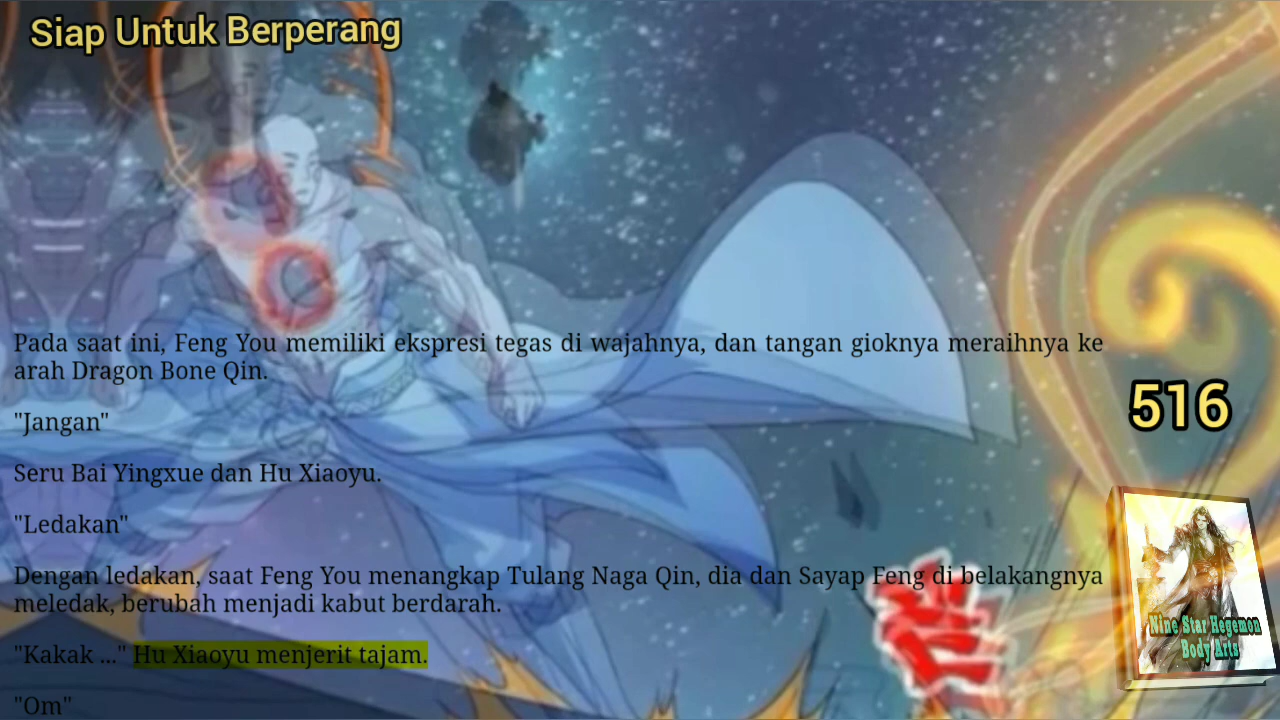 Siap Untuk Berperang
Pada saat ini, Feng You memiliki ekspresi tegas di wajahnya, dan tangan gioknya meraihnya ke
arah Dragon Bone Qin.
"Jangan"
Seru Bai Yingxue dan Hu Xiaoyu.
"Ledakan"
Dengan ledakan, saat Feng You menangkap Tulang Naga Qin, dia dan Sayap Feng di belakangnya
meledak, berubah menjadi kabut berdarah.
"Kakak ..." Hu Xiaoyu menjerit tajam.
"Om"
516
Nine Star Hegemon
Body Arts